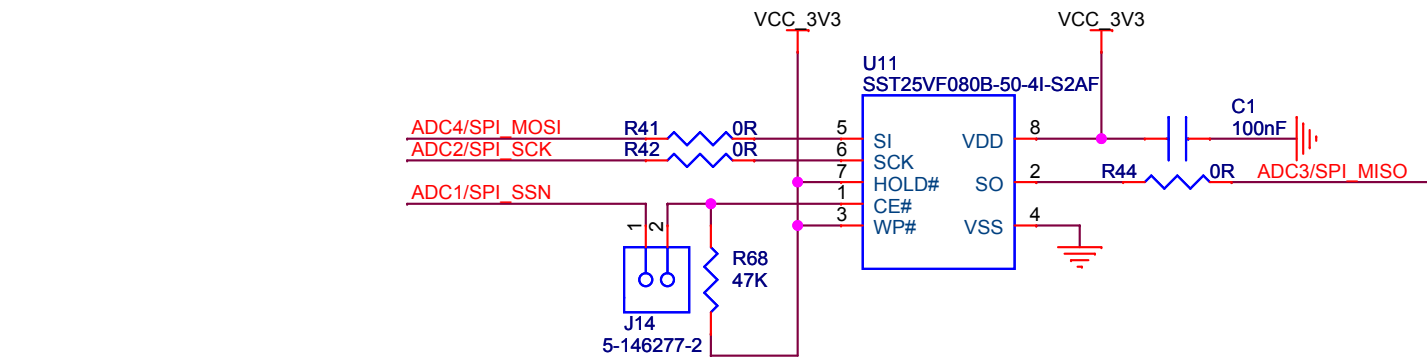 VCC_3V3
VCC_3V3
U11
SST25VF080B-50-4I-S2AF
ADC4/SPI_MOSI R41 0R 5 SI VDD 8 C1 100nF
ADC2/SPI_SCK R42 0R 6 SCK
7 HOLD# SO 2 R44 0R ADC3/SPI_MISO
ADC1/SPI_SSN 1 CE#
3 WP# VSS 4
1 2
R68
47K
J14
5-146277-2